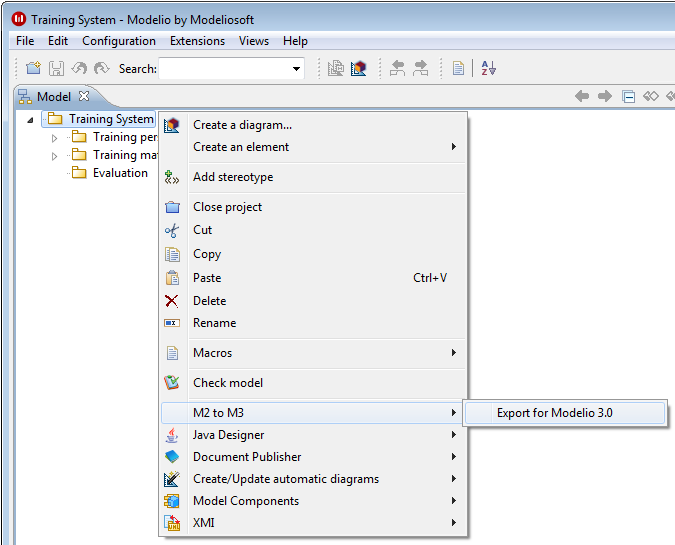 Training System - Modelio by Modeliosoft
File Edit Configuration Extensions Views Help
Search:
A
Z
Model
Training System
Create a diagram...
Training per
Create an element
Training ma
Evaluation
Add stereotype
Close project
Cut
Copy
Paste Ctrl+V
Delete
Rename
Macros
Check model
M2 to M3 Export for Modelio 3.0
Java Designer
Document Publisher
Create/Update automatic diagrams
Model Components
XMI